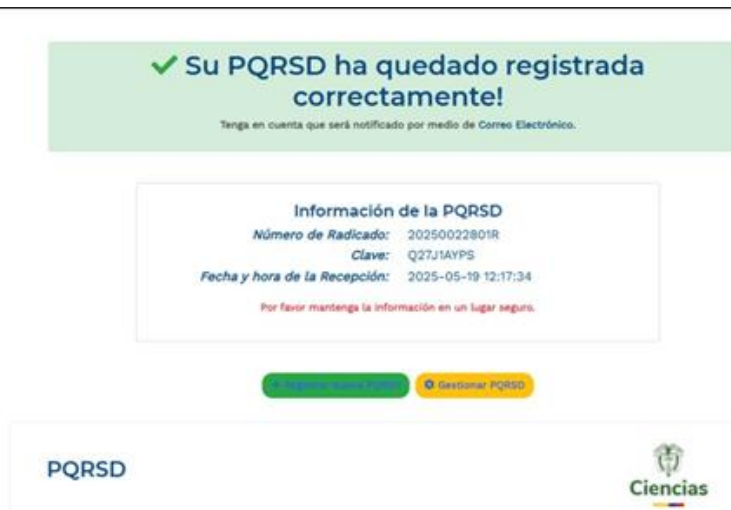 ✓ Su PQRSD ha quedado registrada
correctamente!
Tenga en cuenta que será notificado por medio de Correo Electrónico.
Información de la PQRSD
Número de Radicado: 20250022801R
Clave: Q27J1AYPS
Fecha y hora de la Recepción: 2025-05-19 12:17:34
Por favor mantenga la información en un lugar seguro.
Gestionar PQRSD
PQRSD
Ciencias